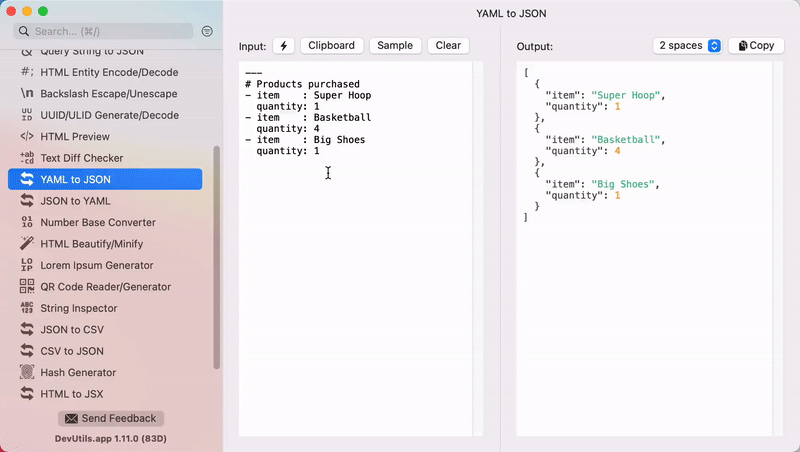 YAML to JSON
Search... (⌘/)
Query String to JSON
HTML Entity Encode/Decode
Backslash Escape/Unescape
UUID/ULID Generate/Decode
HTML Preview
Text Diff Checker
YAML to JSON
JSON to YAML
Number Base Converter
HTML Beautify/Minify
Lorem Ipsum Generator
QR Code Reader/Generator
String Inspector
JSON to CSV
CSV to JSON
Hash Generator
HTML to JSX
Send Feedback
DevUtils.app 1.11.0 (83D)
Input:
Clipboard
Sample
Clear
---
# Products purchased
- item    : Super Hoop
  quantity: 1
- item    : Basketball
  quantity: 4
- item    : Big Shoes
  quantity: 1
Output:
2 spaces
Copy
[
  {
    "item": "Super Hoop",
    "quantity": 1
  },
  {
    "item": "Basketball",
    "quantity": 4
  },
  {
    "item": "Big Shoes",
    "quantity": 1
  }
]